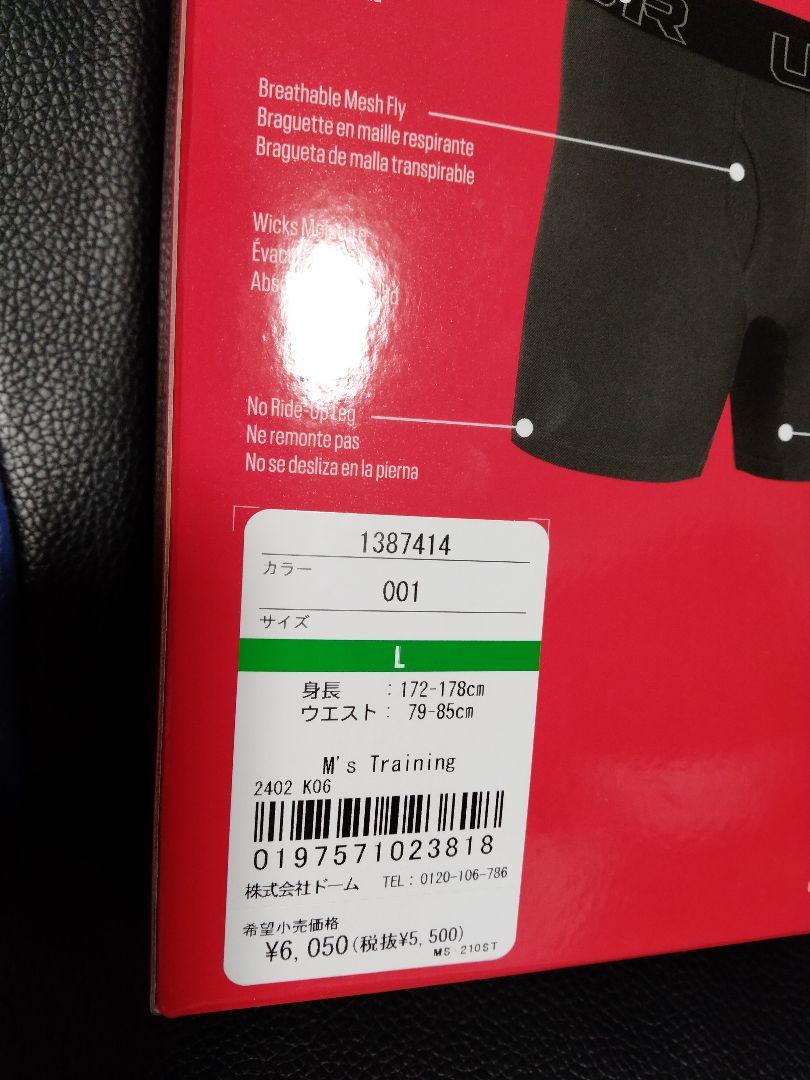 Breathable Mesh Fly
Braguette en maille respirante
Bragueta de malla transpirable
Wicks
No Ride-Up Leg
Ne remonte pas
No se desliza en la pierna
1387414
カラー
001
サイズ
L
身長 : 172-178cm
ウエスト : 79-85cm
M's Training
2402 K06
0197571023818
株式会社ドーム TEL : 0120-106-786
希望小売価格
¥6,050(税抜¥5,500)
MS-210ST